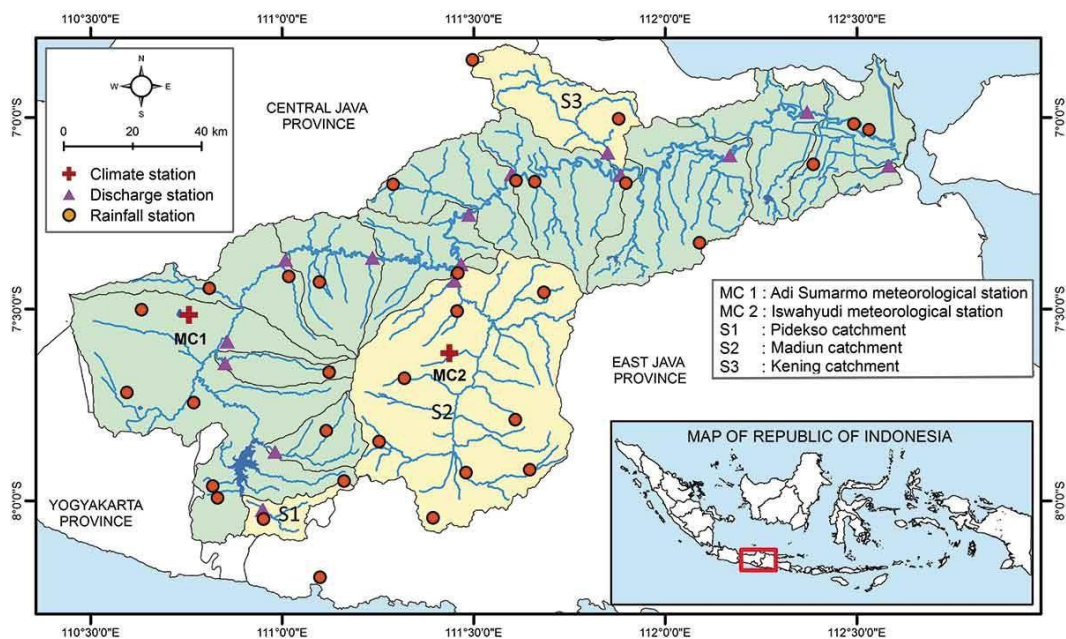 110°30'0"E 111°0'0"E 111°30'0"E 112°0'0"E 112°30'0"E
N
W E
S
0 20 40 km
Climate station
Discharge station
Rainfall station
CENTRAL JAVA
PROVINCE
S3
7°0'0"S 7°0'0"S
MC1
MC2
S2
EAST JAVA
PROVINCE
7°30'0"S 7°30'0"S
MC 1 : Adi Sumarmo meteorological station
MC 2 : Iswahyudi meteorological station
S1 : Pidekso catchment
S2 : Madiun catchment
S3 : Kening catchment
MAP OF REPUBLIC OF INDONESIA
YOGYAKARTA
PROVINCE
S1
8°0'0"S 8°0'0"S
110°30'0"E 111°0'0"E 111°30'0"E 112°0'0"E 112°30'0"E